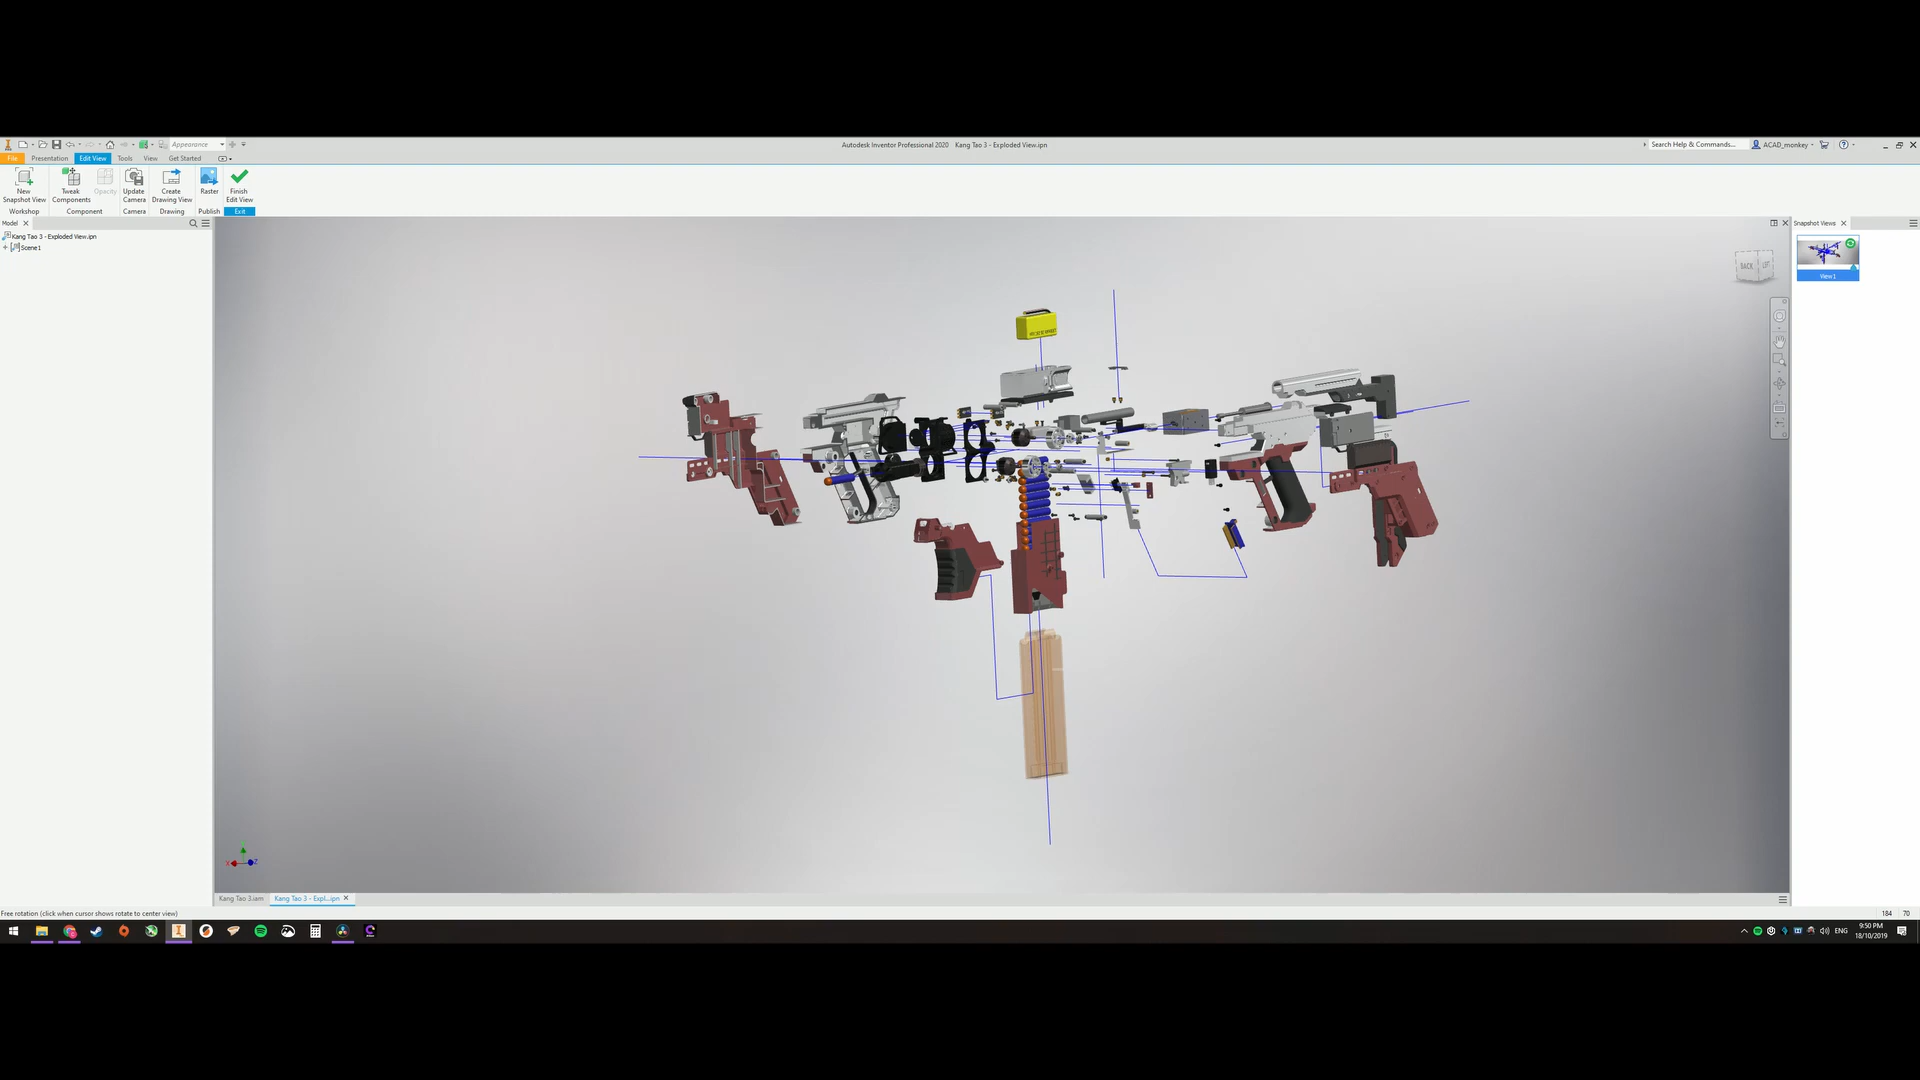 Appearance
Autodesk Inventor Professional 2020 Kang Tao 3 - Exploded View.ipn
Search Help & Commands...
ACAD_monkey
File Presentation Edit View Tools View Get Started
New Snapshot View
Tweak Components
Opacity
Update Camera
Create Drawing View
Raster
Finish Edit View
Workshop Component Camera Drawing Publish Exit
Model
Snapshot Views
Kang Tao 3 - Exploded View.ipn
Scene1
View1
BACK
Kang Tao 3.iam
Kang Tao 3 - Expl...ipn
Free rotation (click when cursor shows rotate to center view)
184 70
ENG
9:50 PM
18/10/2019